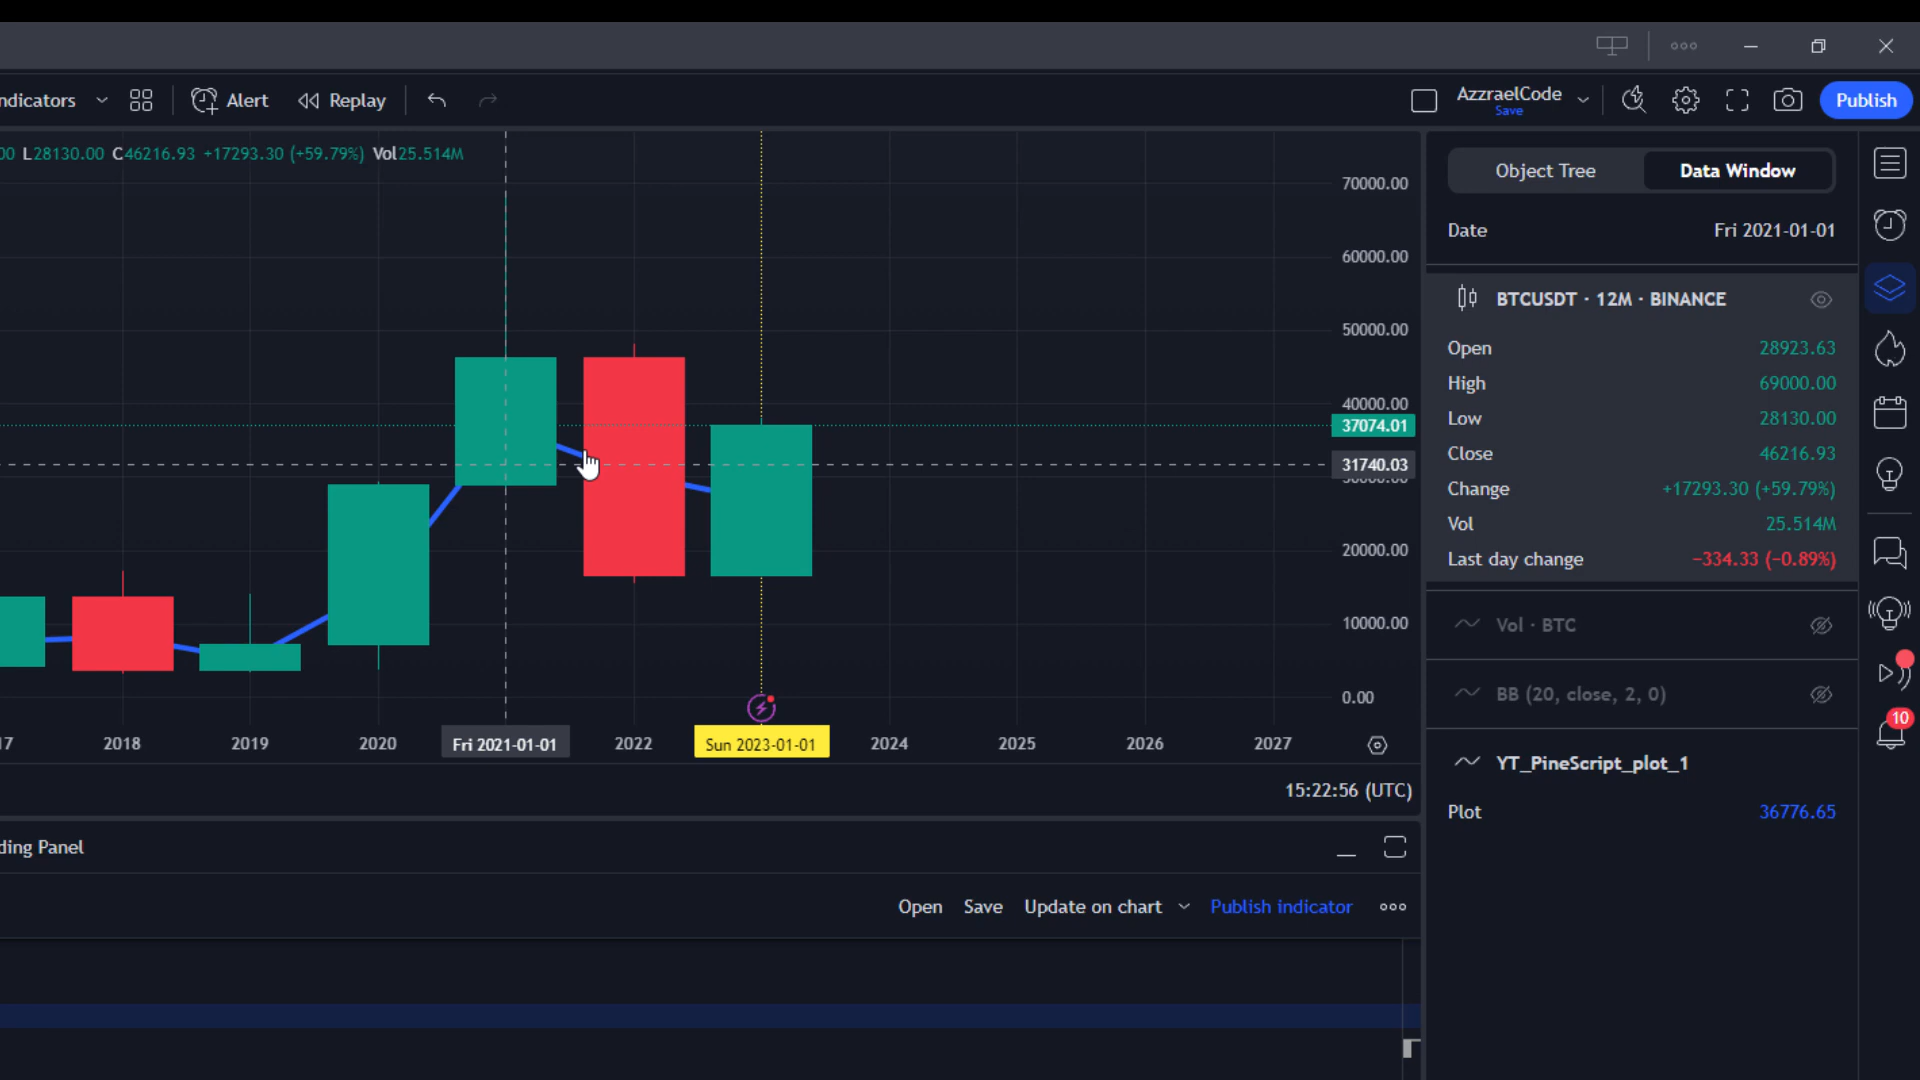 ndicators
Alert
Replay
AzzraelCode
Save
Publish
00 L28130.00 C46216.93 +17293.30 (+59.79%) Vol25.514M
70000.00
60000.00
50000.00
40000.00
37074.01
31740.03
20000.00
10000.00
0.00
17 2018 2019 2020 Fri 2021-01-01 2022 Sun 2023-01-01 2024 2025 2026 2027
15:22:56 (UTC)
ding Panel
Open Save Update on chart Publish indicator
Object Tree Data Window
Date Fri 2021-01-01
BTCUSDT · 12M · BINANCE
Open 28923.63
High 69000.00
Low 28130.00
Close 46216.93
Change +17293.30 (+59.79%)
Vol 25.514M
Last day change −334.33 (−0.89%)
Vol · BTC
BB (20, close, 2, 0)
YT_PineScript_plot_1
Plot 36776.65
10